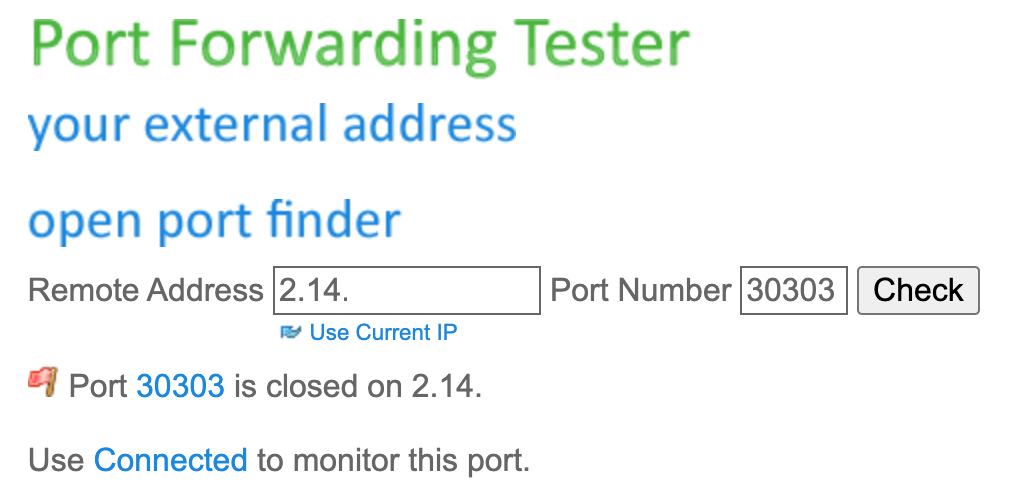 Port Forwarding Tester
your external address
open port finder
Remote Address 2.14. Port Number 30303 Check
Use Current IP
Port 30303 is closed on 2.14.
Use Connected to monitor this port.